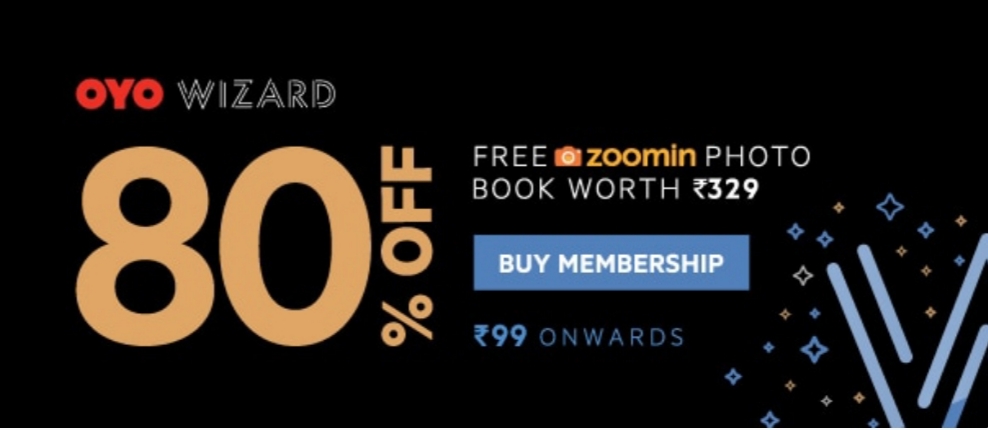 OYO WIZARD
80% OFF
FREE zoomin PHOTO
BOOK WORTH ₹329
BUY MEMBERSHIP
₹99 ONWARDS